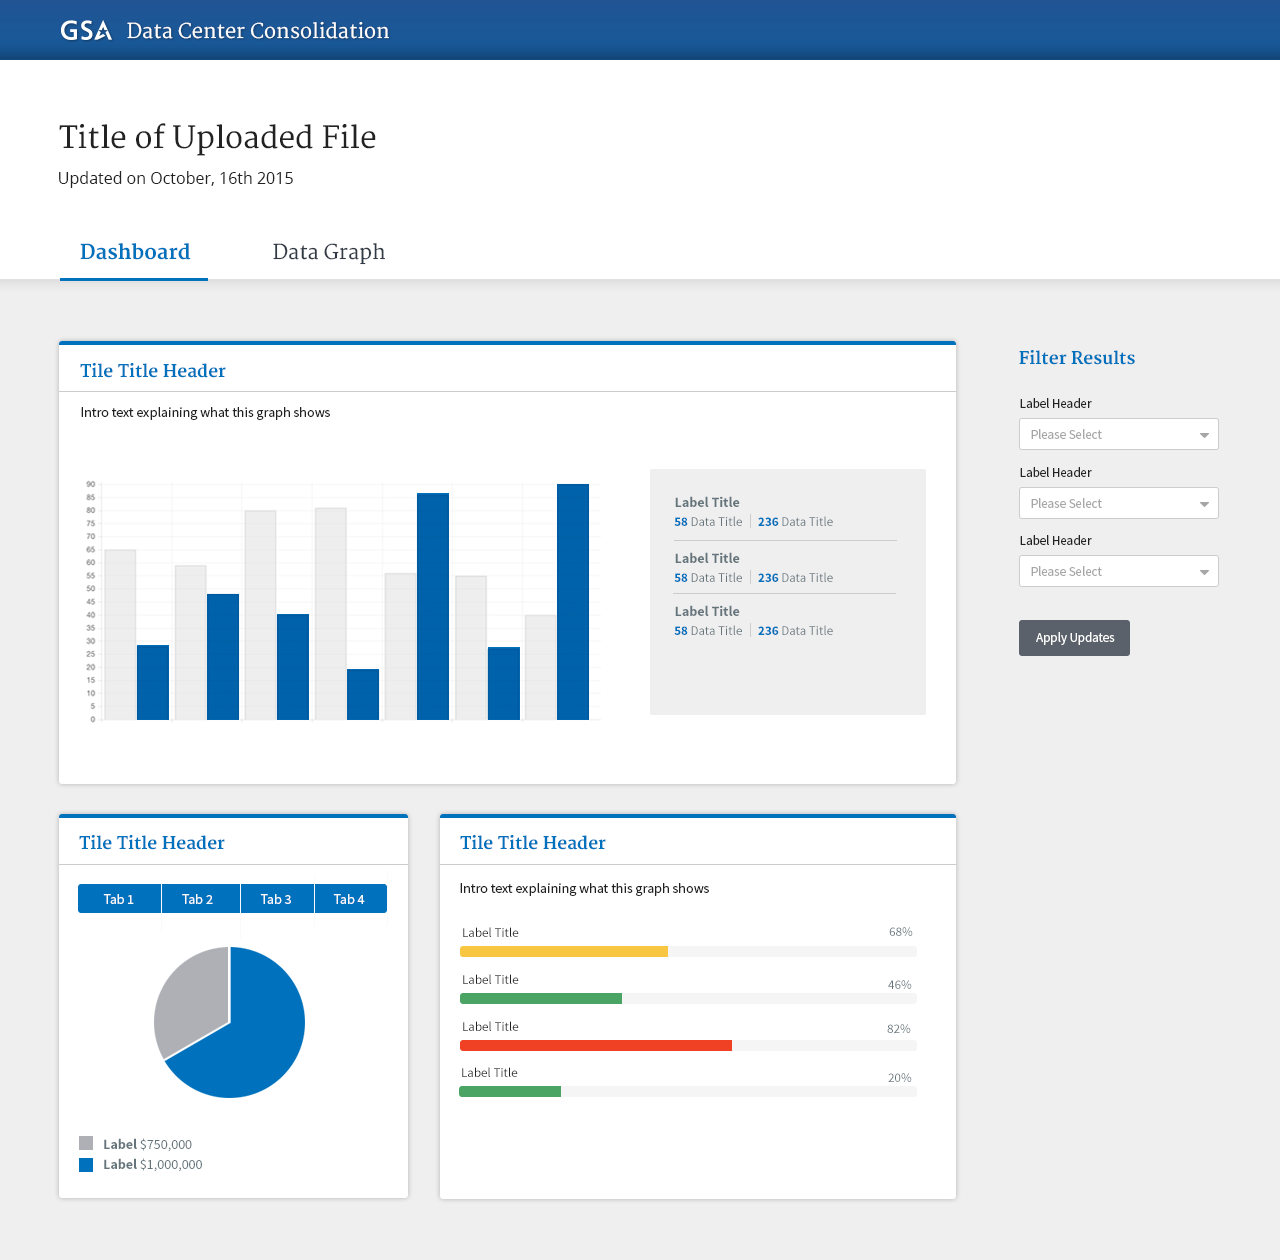 GSA Data Center Consolidation
Title of Uploaded File
Updated on October, 16th 2015
Dashboard Data Graph
Tile Title Header
Intro text explaining what this graph shows
90
85
80
75
70
65
60
55
50
45
40
35
30
25
20
15
10
5
0
Label Title
58 Data Title 236 Data Title
Label Title
58 Data Title 236 Data Title
Label Title
58 Data Title 236 Data Title
Filter Results
Label Header
Please Select
Label Header
Please Select
Label Header
Please Select
Apply Updates
Tile Title Header
Tab 1 Tab 2 Tab 3 Tab 4
Label $750,000
Label $1,000,000
Tile Title Header
Intro text explaining what this graph shows
Label Title 68%
Label Title 46%
Label Title 82%
Label Title 20%